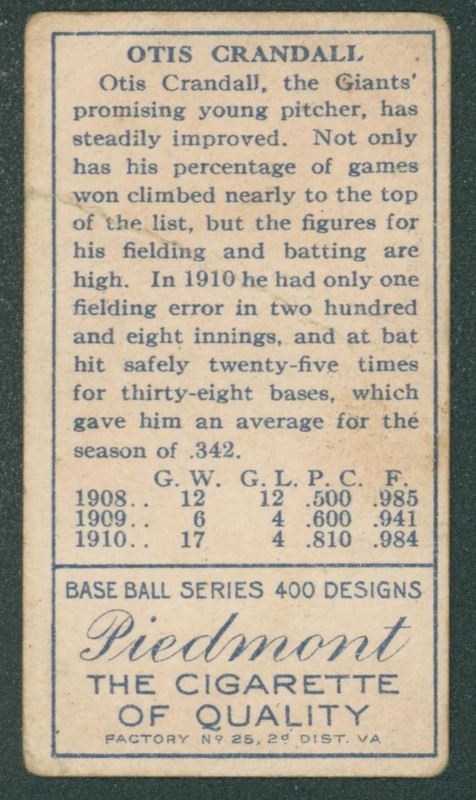 OTIS CRANDALL
Otis Crandall, the Giants'
promising young pitcher, has
steadily improved. Not only
has his percentage of games
won climbed nearly to the top
of the list, but the figures for
his fielding and batting are
high. In 1910 he had only one
fielding error in two hundred
and eight innings, and at bat
hit safely twenty-five times
for thirty-eight bases, which
gave him an average for the
season of .342.
G. W. G. L. P. C. F.
1908.. 12 12 .500 .985
1909.. 6 4 .600 .941
1910.. 17 4 .810 .984
BASE BALL SERIES 400 DESIGNS
Piedmont
THE CIGARETTE
OF QUALITY
FACTORY Nº 25, 2d DIST. VA